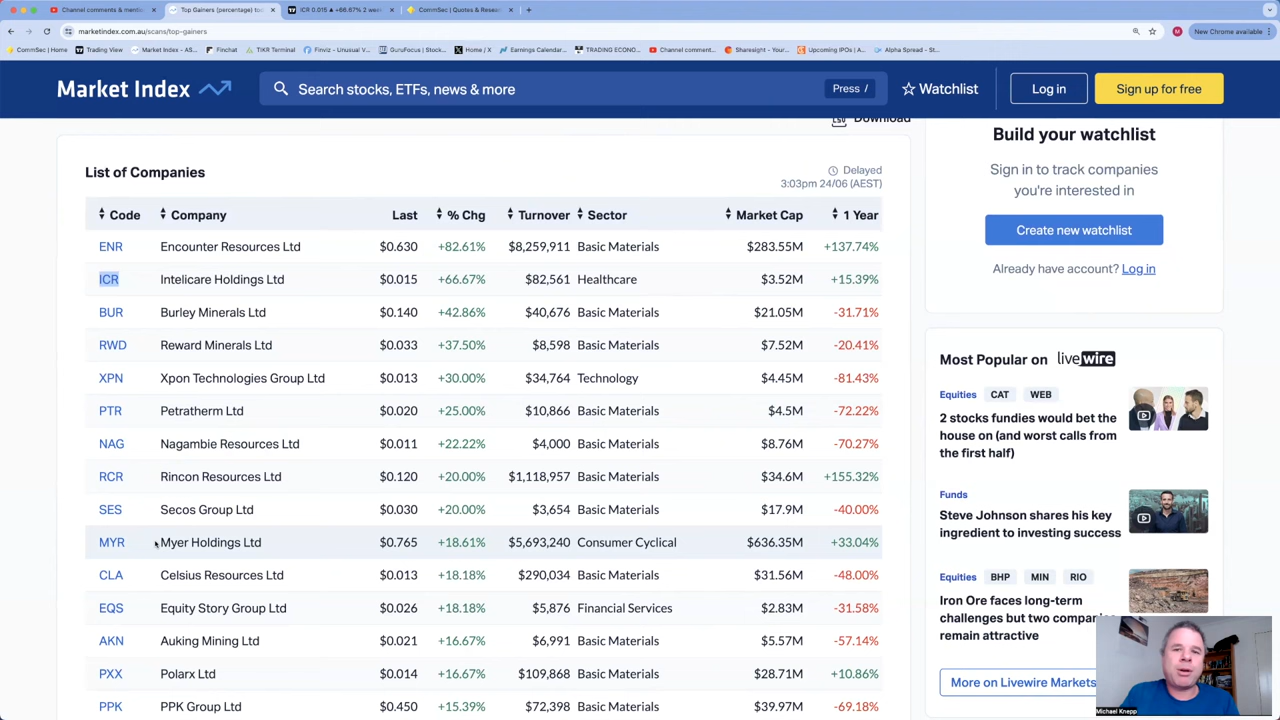 Channel comments & mentio
Top Gainers (percentage) too
ICR 0.015 ▲ +66.67% 2 week
CommSec | Quotes & Resea
New Chrome available
marketindex.com.au/scans/top-gainers
CommSec | Home
Trading View
Market Index - AS...
Finchat
TIKR Terminal
Finviz - Unusual V...
GuruFocus | Stock...
Home / X
Earnings Calendar...
TRADING ECONO...
Channel comment...
Sharesight - Your...
Upcoming IPOs | A...
Alpha Spread - St...
Market Index
Search stocks, ETFs, news & more
Press /
Watchlist
Log in
Sign up for free
Download
List of Companies
Delayed
3:03pm 24/06 (AEST)
Code Company Last % Chg Turnover Sector Market Cap 1 Year
ENR Encounter Resources Ltd $0.630 +82.61% $8,259,911 Basic Materials $283.55M +137.74%
ICR Intelicare Holdings Ltd $0.015 +66.67% $82,561 Healthcare $3.52M +15.39%
BUR Burley Minerals Ltd $0.140 +42.86% $40,676 Basic Materials $21.05M -31.71%
RWD Reward Minerals Ltd $0.033 +37.50% $8,598 Basic Materials $7.52M -20.41%
XPN Xpon Technologies Group Ltd $0.013 +30.00% $34,764 Technology $4.45M -81.43%
PTR Petratherm Ltd $0.020 +25.00% $10,866 Basic Materials $4.5M -72.22%
NAG Nagambie Resources Ltd $0.011 +22.22% $4,000 Basic Materials $8.76M -70.27%
RCR Rincon Resources Ltd $0.120 +20.00% $1,118,957 Basic Materials $34.6M +155.32%
SES Secos Group Ltd $0.030 +20.00% $3,654 Basic Materials $17.9M -40.00%
MYR Myer Holdings Ltd $0.765 +18.61% $5,693,240 Consumer Cyclical $636.35M +33.04%
CLA Celsius Resources Ltd $0.013 +18.18% $290,034 Basic Materials $31.56M -48.00%
EQS Equity Story Group Ltd $0.026 +18.18% $5,876 Financial Services $2.83M -31.58%
AKN Auking Mining Ltd $0.021 +16.67% $6,991 Basic Materials $5.57M -57.14%
PXX Polarx Ltd $0.014 +16.67% $109,868 Basic Materials $28.71M +10.86%
PPK PPK Group Ltd $0.450 +15.39% $72,398 Basic Materials $39.97M -69.18%
Build your watchlist
Sign in to track companies
you're interested in
Create new watchlist
Already have account? Log in
Most Popular on livewire
Equities CAT WEB
2 stocks fundies would bet the
house on (and worst calls from
the first half)
Funds
Steve Johnson shares his key
ingredient to investing success
Equities BHP MIN RIO
Iron Ore faces long-term
challenges but two compan
remain attractive
More on Livewire Markets
Michael Knepp